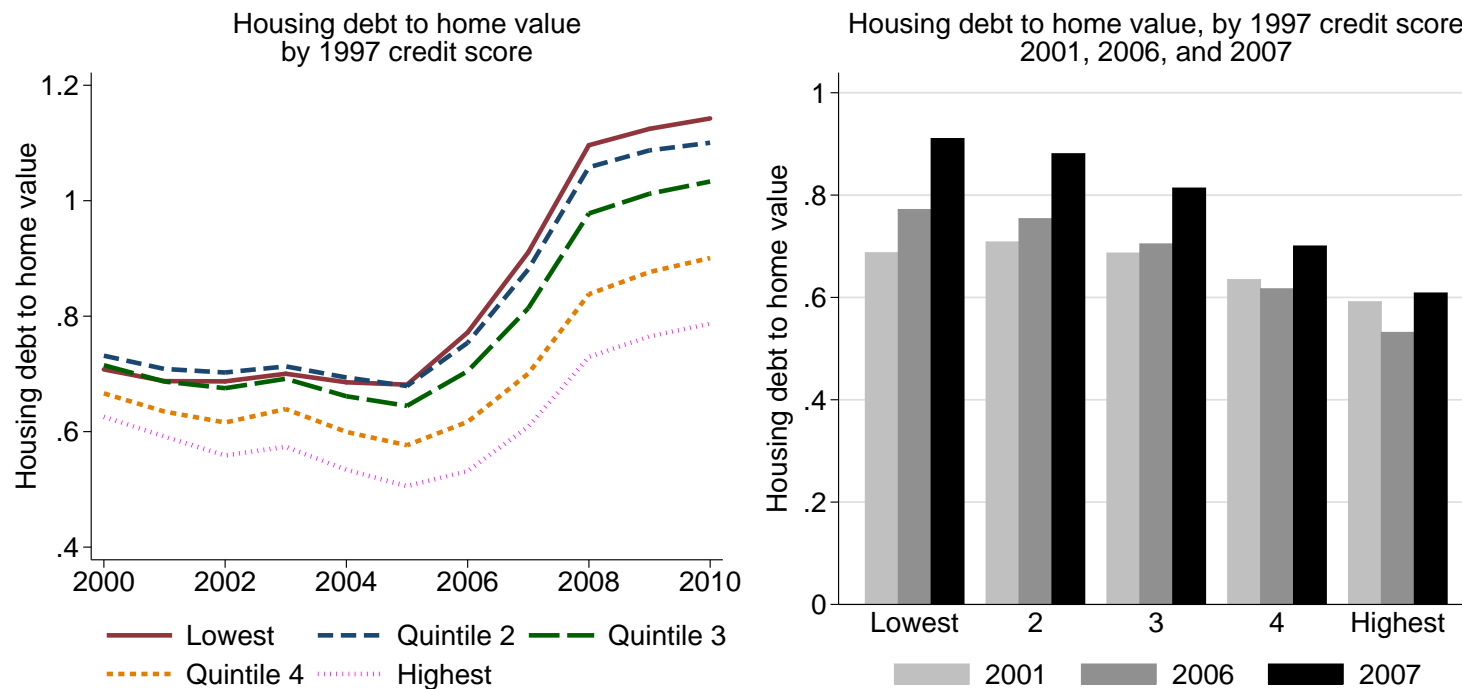 Housing debt to home value
by 1997 credit score
Housing debt to home value
1.2
1
.8
.6
.4
2000 2002 2004 2006 2008 2010
Lowest Quintile 2 Quintile 3
Quintile 4 Highest
Housing debt to home value, by 1997 credit score
2001, 2006, and 2007
Housing debt to home value
1
.8
.6
.4
.2
0
Lowest 2 3 4 Highest
2001 2006 2007